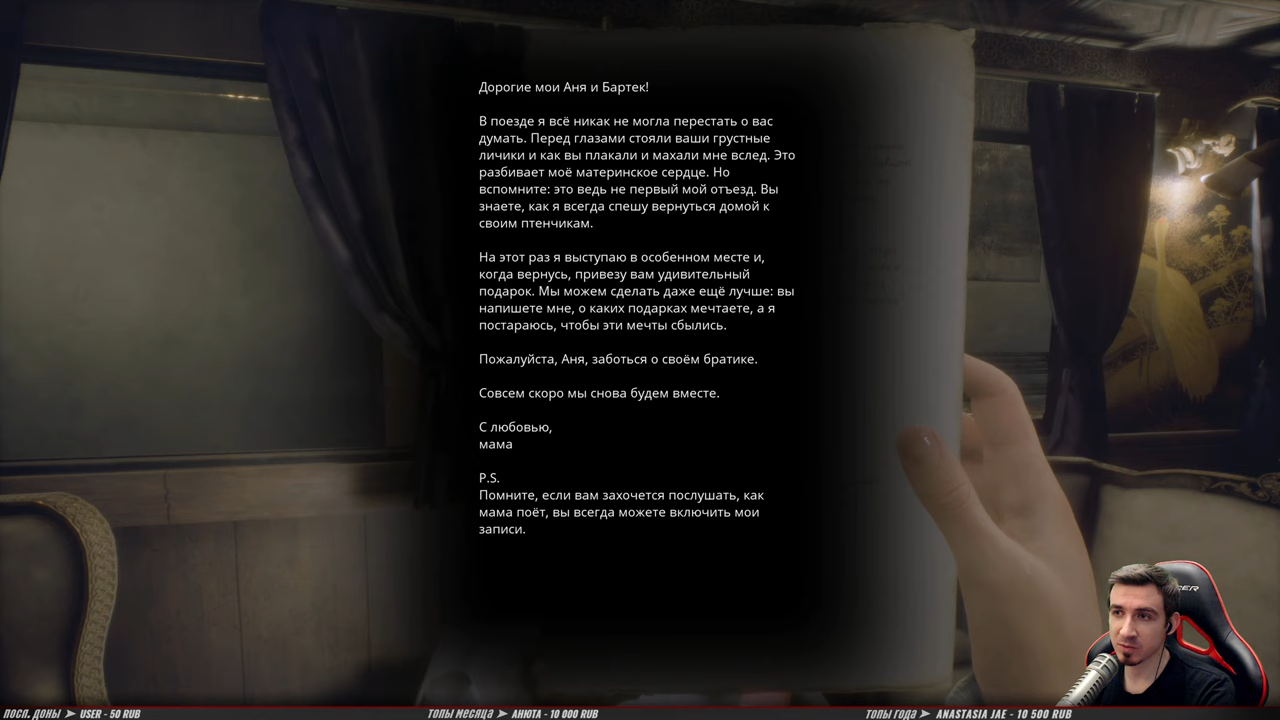 Дорогие мои Аня и Бартек!
В поезде я всё никак не могла перестать о вас
думать. Перед глазами стояли ваши грустные
личики и как вы плакали и махали мне вслед. Это
разбивает моё материнское сердце. Но
вспомните: это ведь не первый мой отъезд. Вы
знаете, как я всегда спешу вернуться домой к
своим птенчикам.
На этот раз я выступаю в особенном месте и,
когда вернусь, привезу вам удивительный
подарок. Мы можем сделать даже ещё лучше: вы
напишете мне, о каких подарках мечтаете, а я
постараюсь, чтобы эти мечты сбылись.
Пожалуйста, Аня, заботься о своём братике.
Совсем скоро мы снова будем вместе.
С любовью,
мама
P.S.
Помните, если вам захочется послушать, как
мама поёт, вы всегда можете включить мои
записи.
посл. доны ➤ USER - 50 RUB
топы месяца ➤ АНЮТА - 10 000 RUB
топы года ➤ ANASTASIA JAE - 10 500 RUB